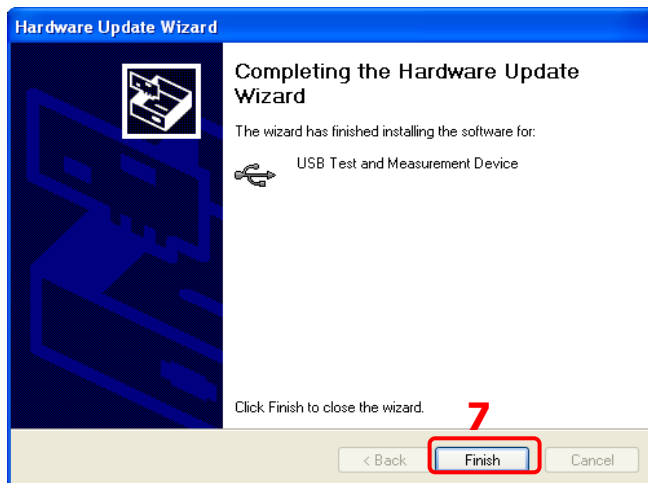 Hardware Update Wizard
Completing the Hardware Update
Wizard
The wizard has finished installing the software for:
USB Test and Measurement Device
Click Finish to close the wizard.
7
< Back
Finish
Cancel